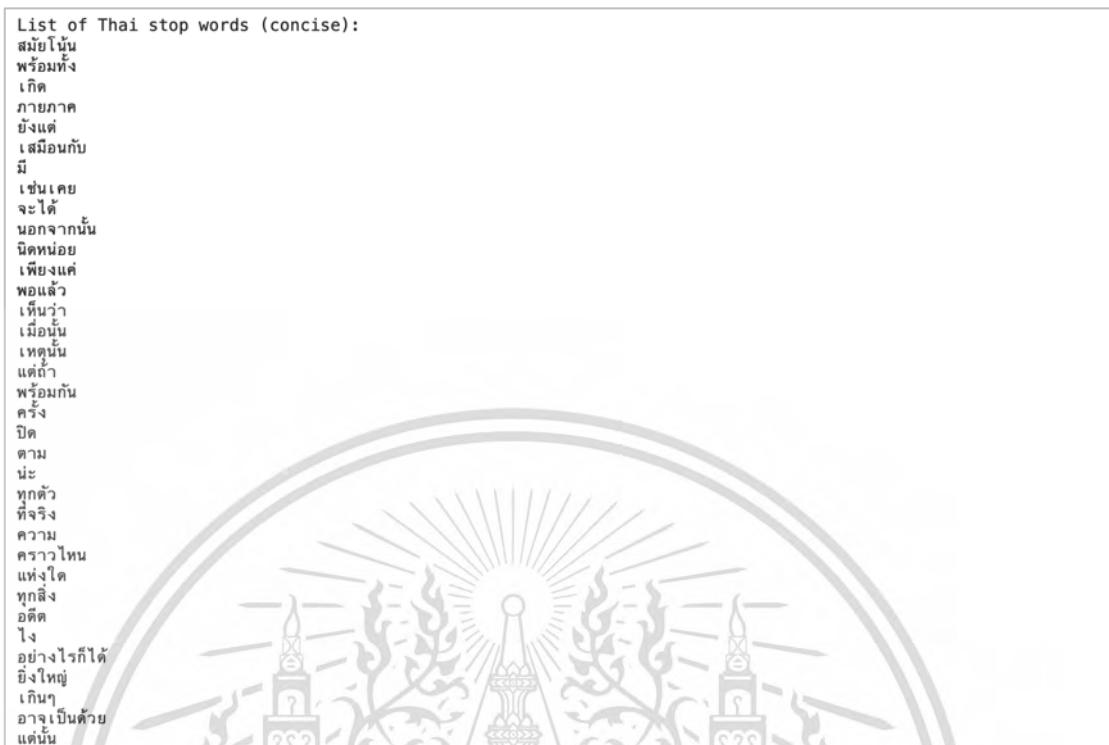 List of Thai stop words (concise):
สมัยโน้น
พร้อมทั้ง
เกิด
ภายภาค
ยังแต่
เสมือนกับ
มี
เช่นเคย
จะได้
นอกจากนั้น
นิดหน่อย
เพียงแค่
พอแล้ว
เห็นว่า
เมื่อนั้น
เหตุนั้น
แต่ถ้า
พร้อมกัน
ครั้ง
ปิด
ตาม
น่ะ
ทุกตัว
ที่จริง
ความ
คราวไหน
แห่งใด
ทุกสิ่ง
อดีต
ไง
อย่างไรก็ได้
ยิ่งใหญ่
เกินๆ
อาจเป็นด้วย
แต่นั้น